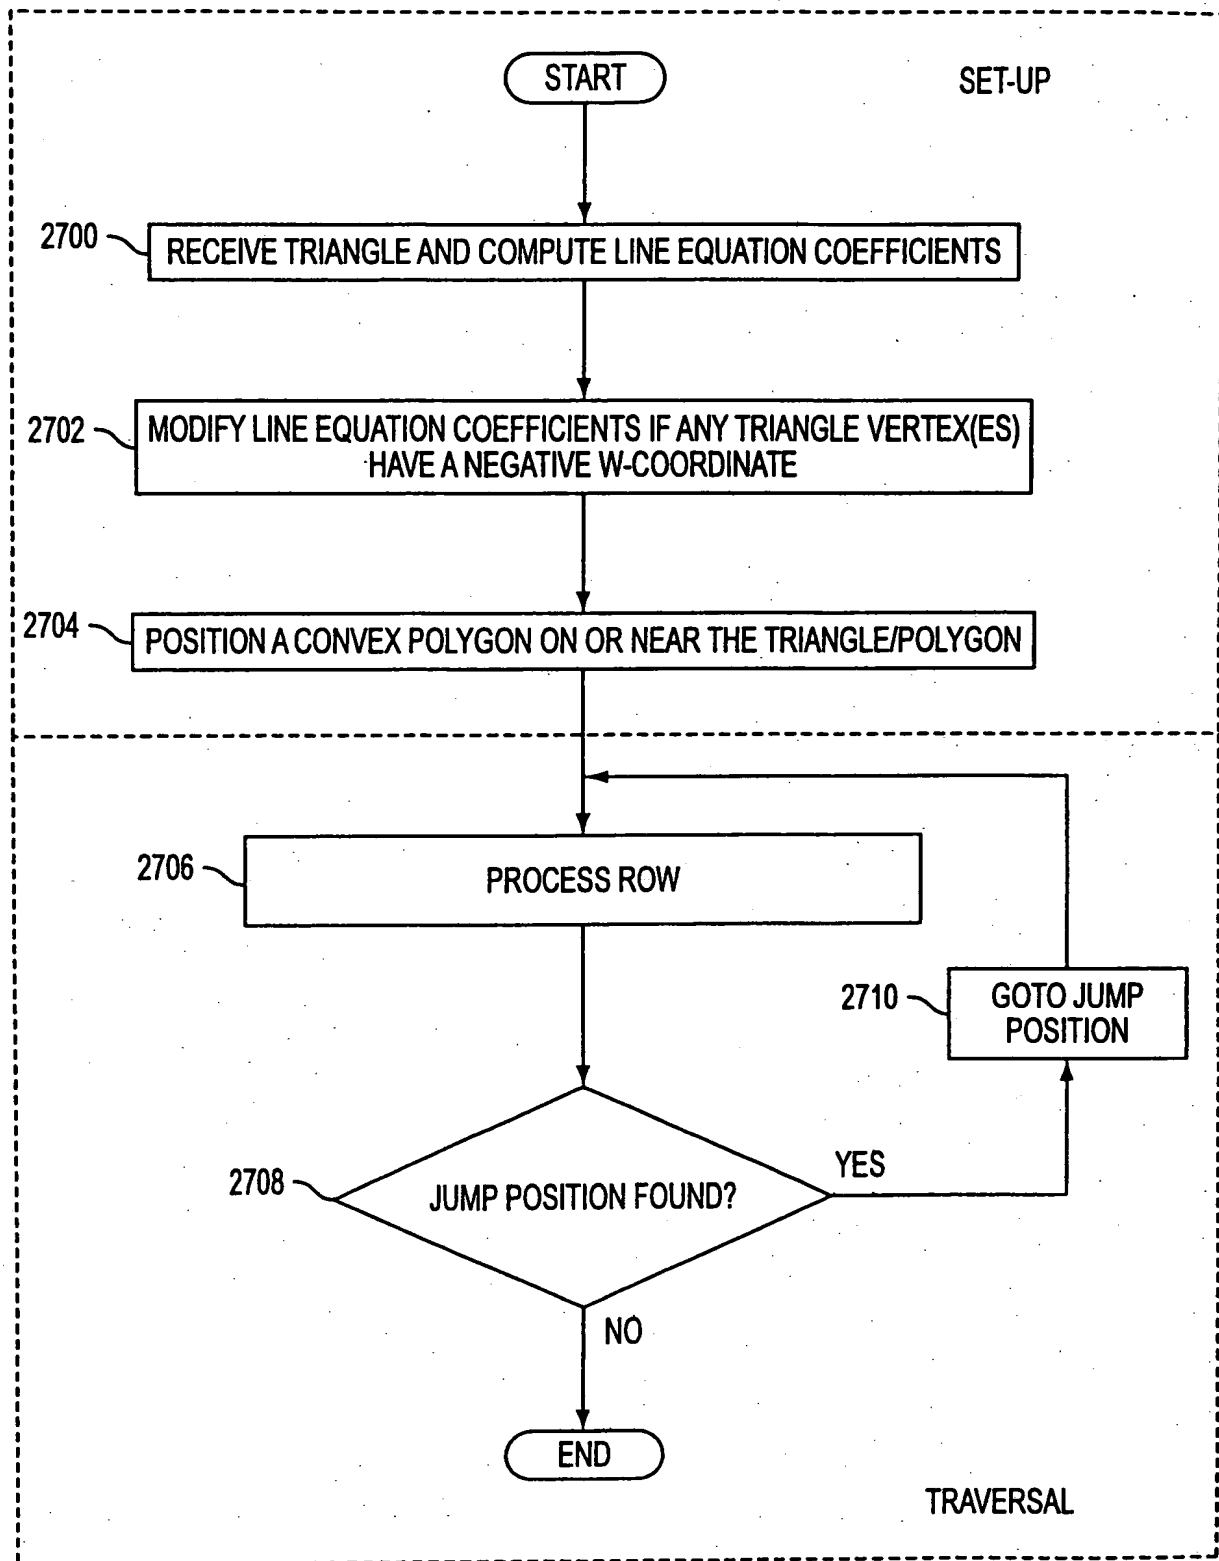 START
SET-UP
2700
RECEIVE TRIANGLE AND COMPUTE LINE EQUATION COEFFICIENTS
2702
MODIFY LINE EQUATION COEFFICIENTS IF ANY TRIANGLE VERTEX(ES)
HAVE A NEGATIVE W-COORDINATE
2704
POSITION A CONVEX POLYGON ON OR NEAR THE TRIANGLE/POLYGON
2706
PROCESS ROW
2710
GOTO JUMP
POSITION
2708
JUMP POSITION FOUND?
YES
NO
END
TRAVERSAL